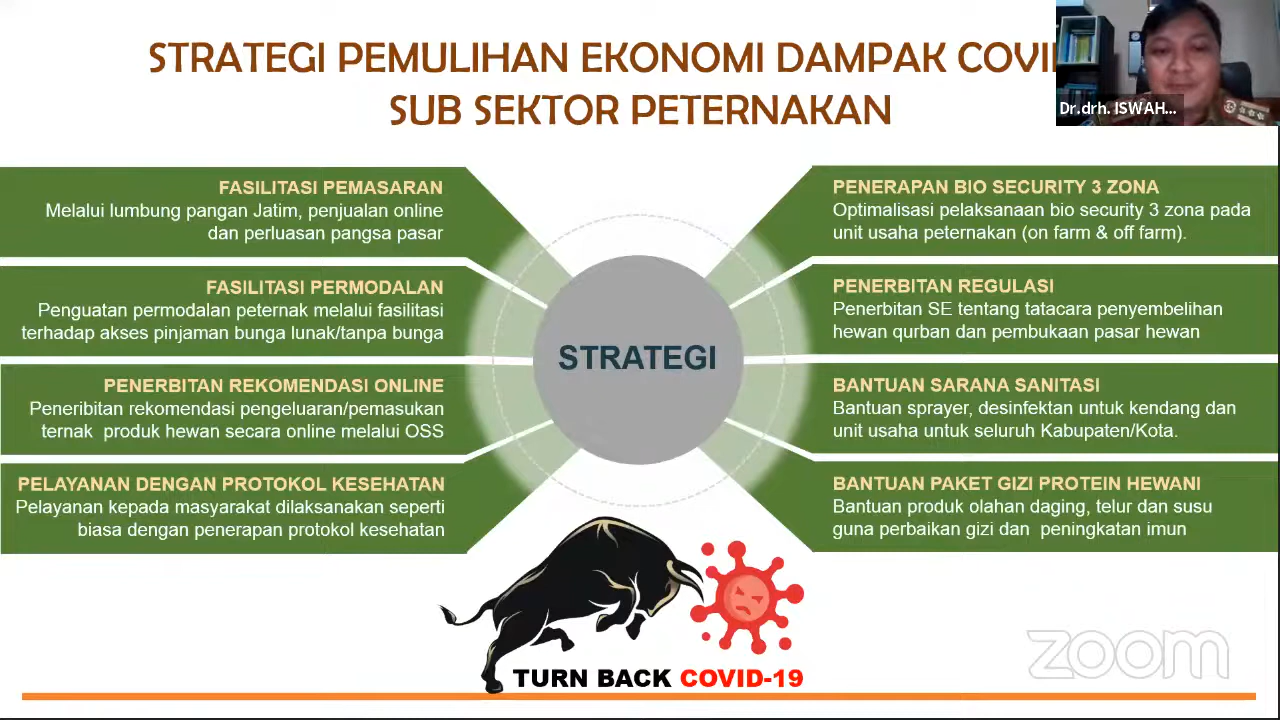 STRATEGI PEMULIHAN EKONOMI DAMPAK COVI
SUB SEKTOR PETERNAKAN
Dr.drh. ISWAH...
FASILITASI PEMASARAN
Melalui lumbung pangan Jatim, penjualan online
dan perluasan pangsa pasar
FASILITASI PERMODALAN
Penguatan permodalan peternak melalui fasilitasi
terhadap akses pinjaman bunga lunak/tanpa bunga
PENERBITAN REKOMENDASI ONLINE
Peneribitan rekomendasi pengeluaran/pemasukan
ternak produk hewan secara online melalui OSS
PELAYANAN DENGAN PROTOKOL KESEHATAN
Pelayanan kepada masyarakat dilaksanakan seperti
biasa dengan penerapan protokol kesehatan
STRATEGI
PENERAPAN BIO SECURITY 3 ZONA
Optimalisasi pelaksanaan bio security 3 zona pada
unit usaha peternakan (on farm & off farm).
PENERBITAN REGULASI
Penerbitan SE tentang tatacara penyembelihan
hewan qurban dan pembukaan pasar hewan
BANTUAN SARANA SANITASI
Bantuan sprayer, desinfektan untuk kendang dan
unit usaha untuk seluruh Kabupaten/Kota.
BANTUAN PAKET GIZI PROTEIN HEWANI
Bantuan produk olahan daging, telur dan susu
guna perbaikan gizi dan peningkatan imun
TURN BACK COVID-19
zoom